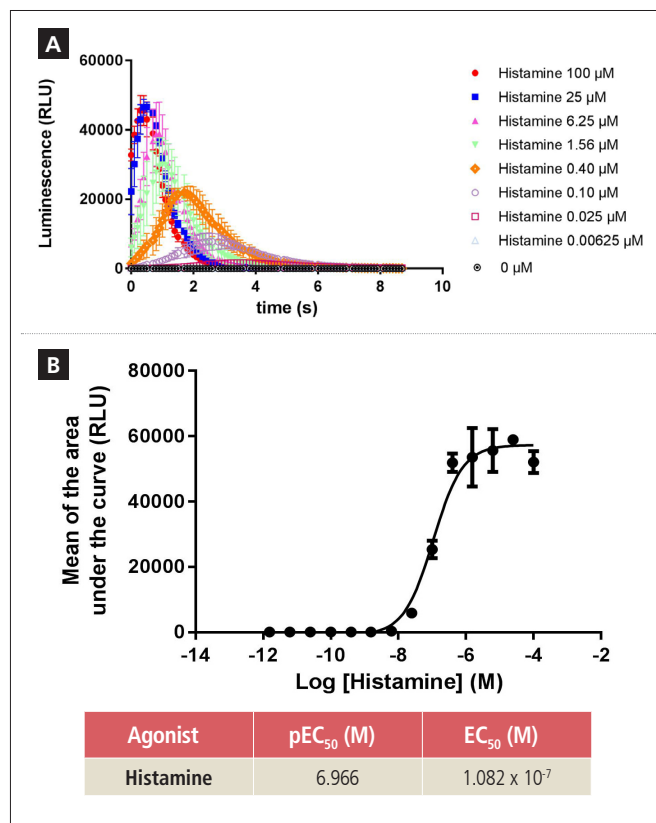 A
Luminescence (RLU)
60000
40000
20000
0
0 2 4 6 8 10
time (s)
Histamine 100 µM
Histamine 25 µM
Histamine 6.25 µM
Histamine 1.56 µM
Histamine 0.40 µM
Histamine 0.10 µM
Histamine 0.025 µM
Histamine 0.00625 µM
0 µM
B
Mean of the area
under the curve (RLU)
80000
60000
40000
20000
0
-14 -12 -10 -8 -6 -4 -2
Log [Histamine] (M)
Agonist pEC50 (M) EC50 (M)
Histamine 6.966 1.082 x 10-7